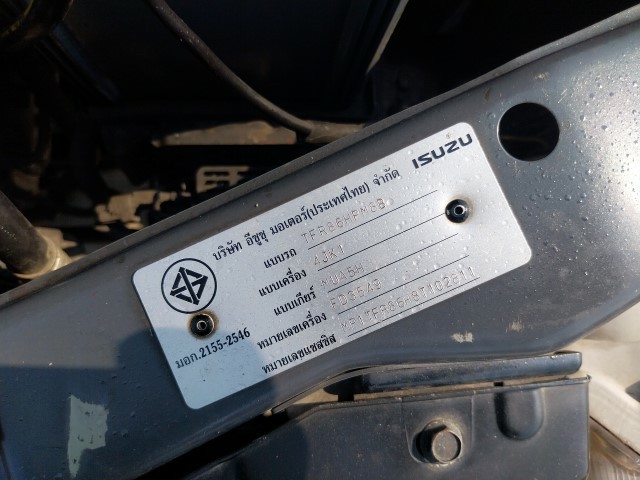 บริษัท อีซูซุ มอเตอร์(ประเทศไทย) จำกัด ISUZU
แบบรถ
แบบเครื่อง 4JK1
แบบเกียร์ MUA5H
หมายเลขเครื่อง
หมายเลขแชสซีส์
มอก.2155-2546